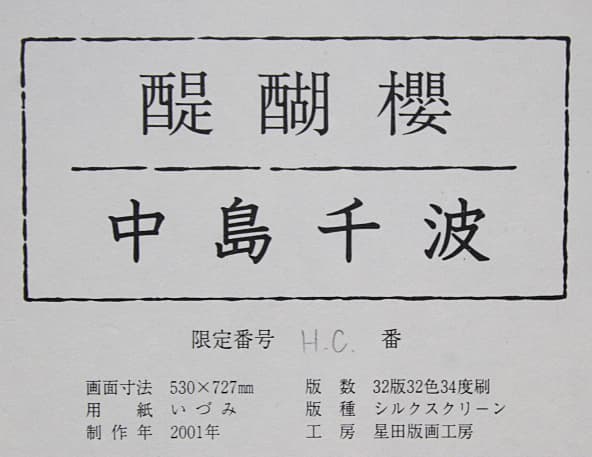 醍醐櫻
中島千波
限定番号 H.C. 番
画面寸法 530×727㎜ 版数 32版32色34度刷
用紙 いづみ 版種 シルクスクリーン
制作年 2001年 工房 星田版画工房